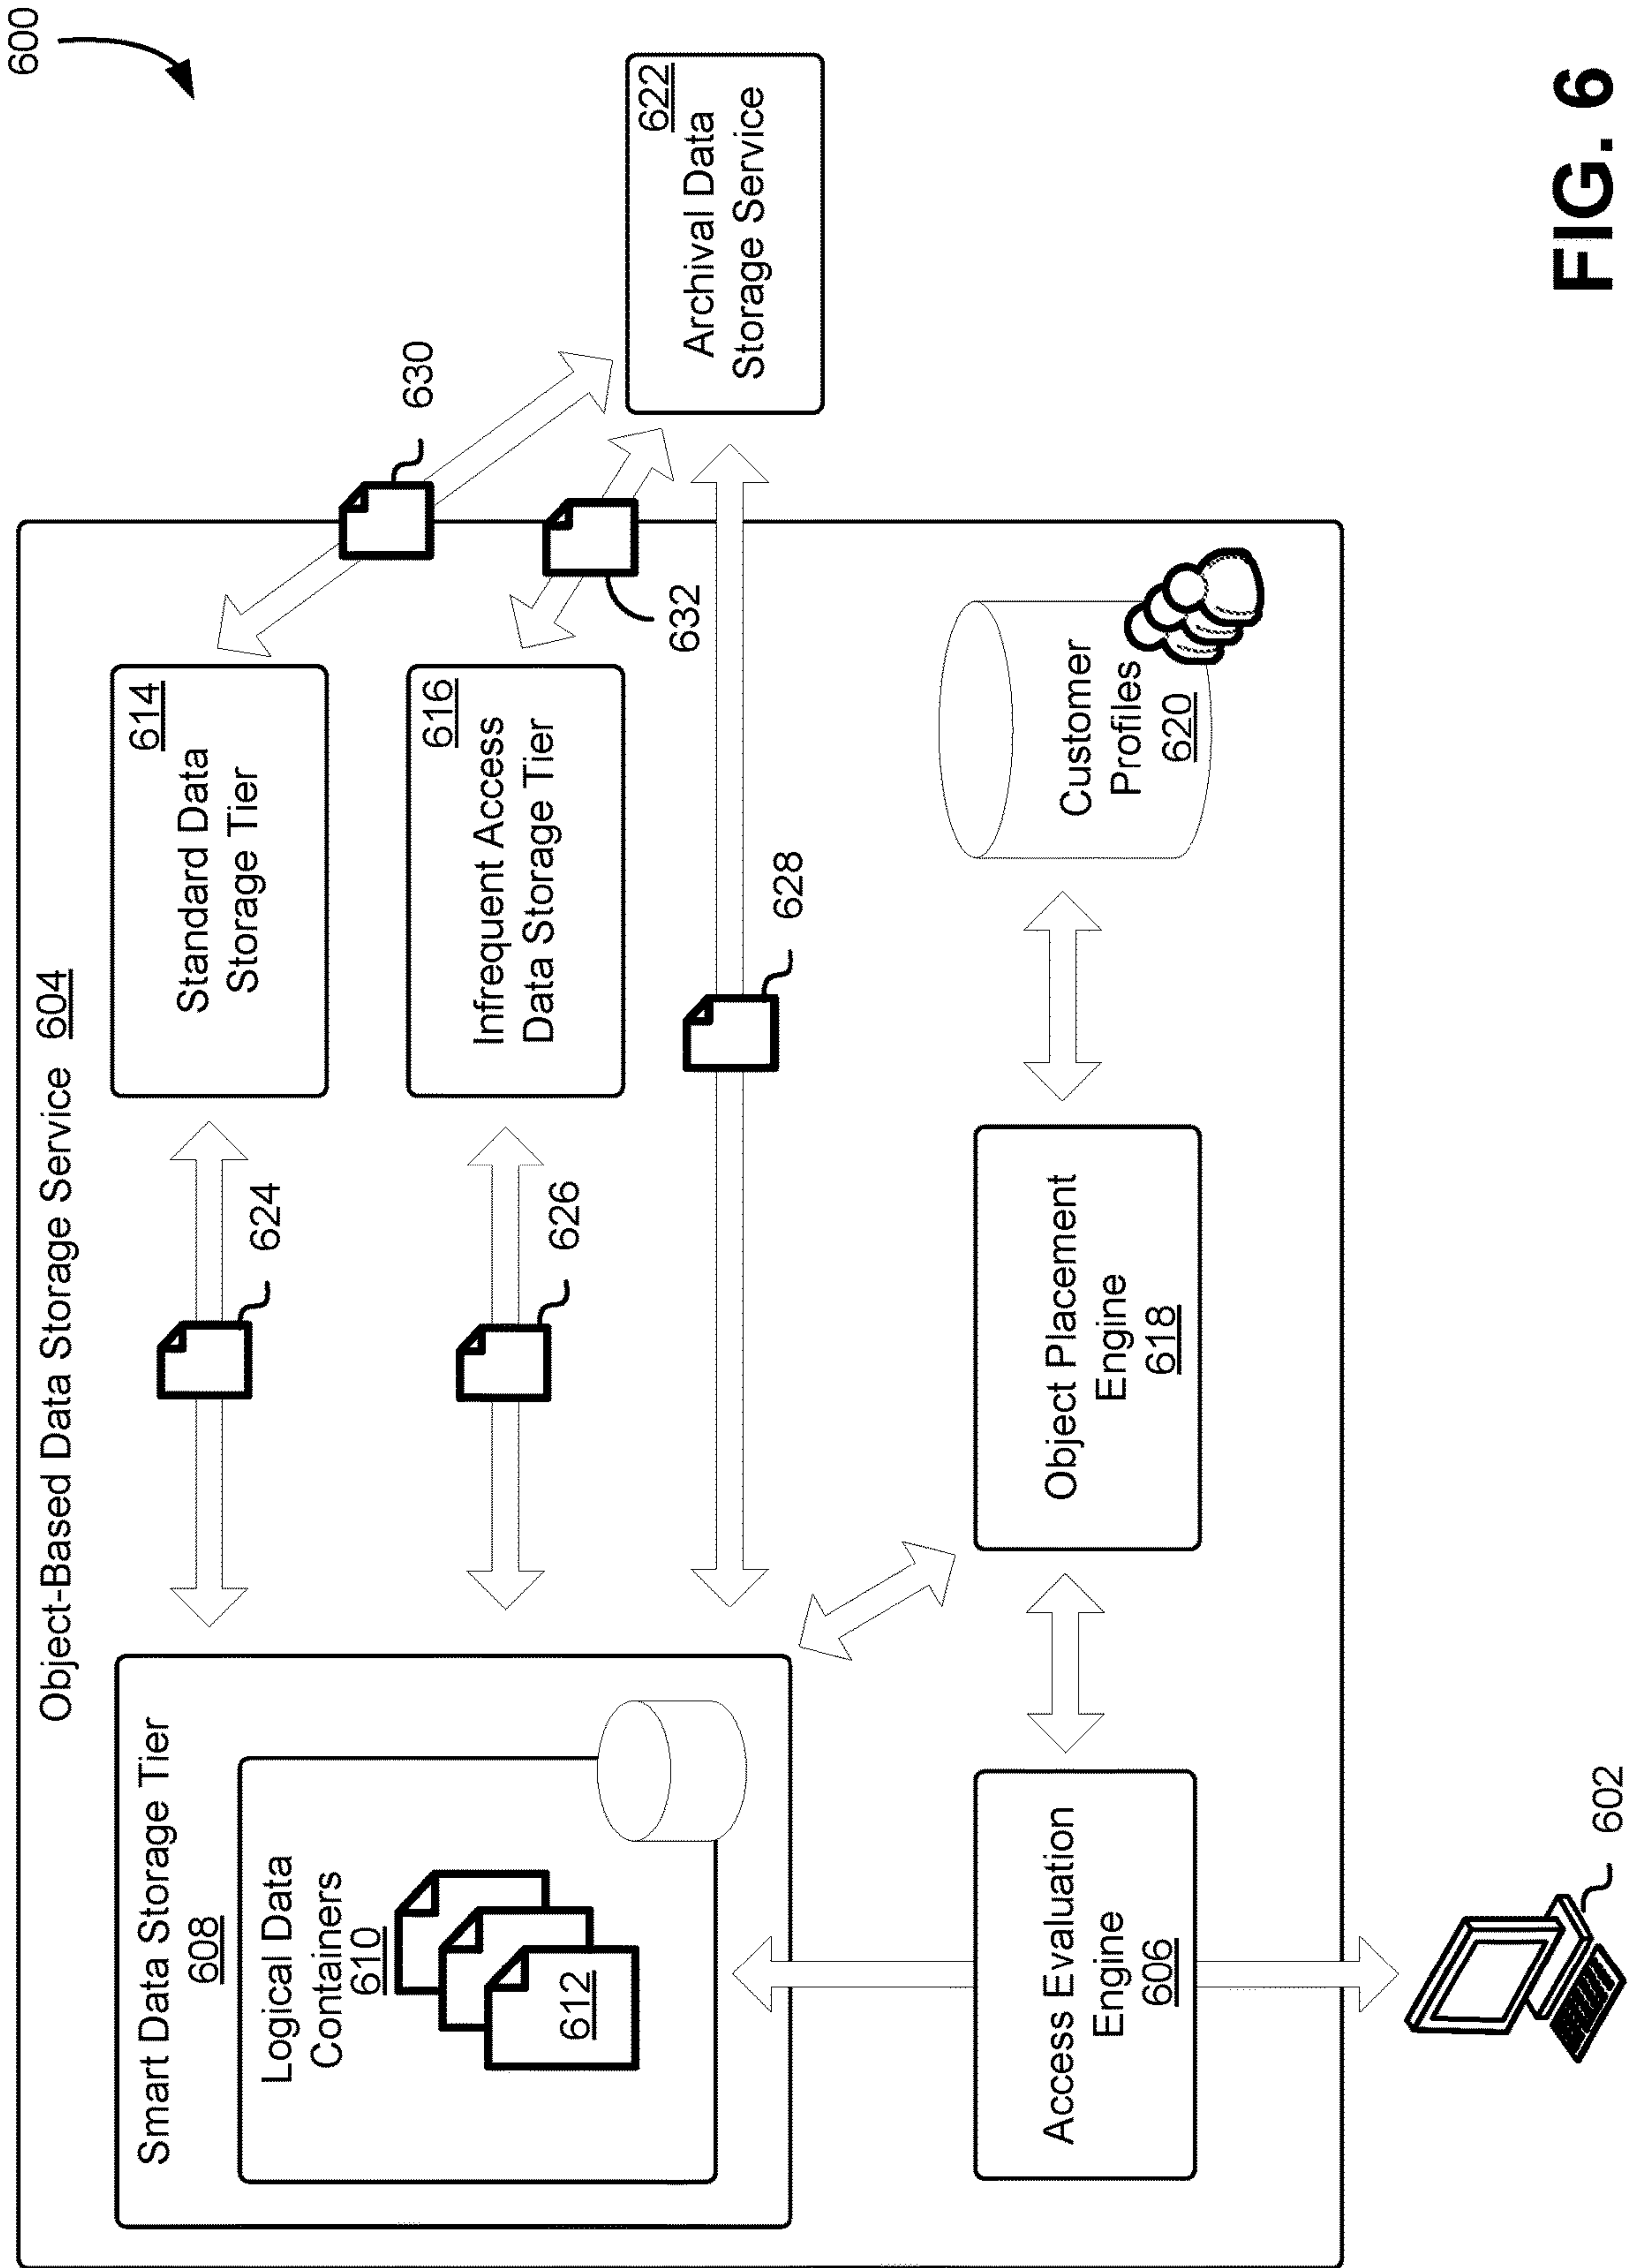 600
Object-Based Data Storage Service 604
Smart Data Storage Tier
608
Logical Data
Containers
610
612
624
614
Standard Data
Storage Tier
630
626
616
Infrequent Access
Data Storage Tier
632
622
Archival Data
Storage Service
628
Access Evaluation
Engine
606
Object Placement
Engine
618
Customer
Profiles
620
602
FIG. 6